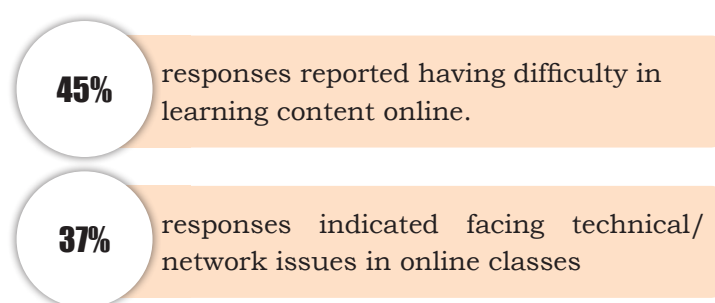 45%
responses reported having difficulty in
learning content online.
37%
responses indicated facing technical/
network issues in online classes